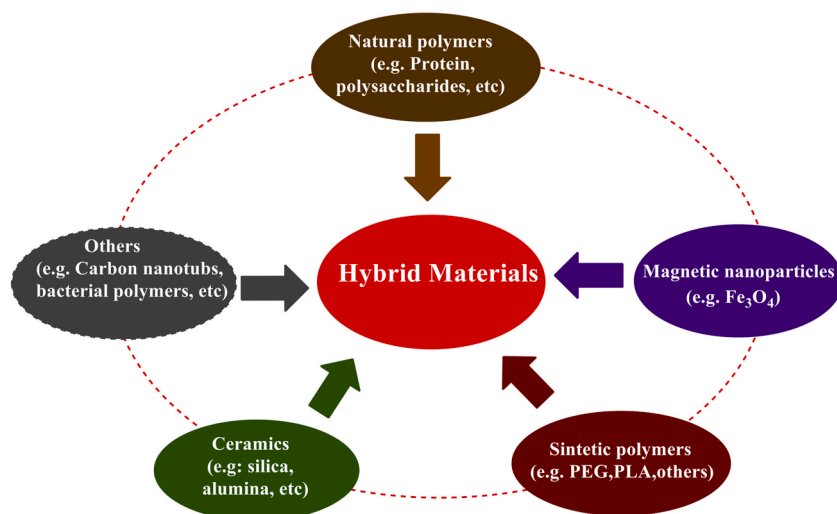 Natural polymers
(e.g. Protein,
polysaccharides, etc)
Others
(e.g. Carbon nanotubs,
bacterial polymers, etc)
Hybrid Materials
Magnetic nanoparticles
(e.g. Fe₃O₄)
Ceramics
(e.g: silica,
alumina, etc)
Sintetic polymers
(e.g. PEG,PLA,others)